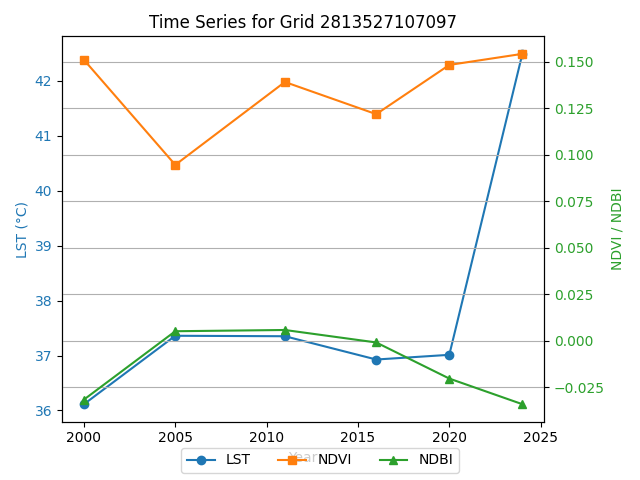 Time Series for Grid 2813527107097
LST (°C)
42
41
40
39
38
37
36
0.150
0.125
0.100
0.075
0.050
0.025
0.000
−0.025
NDVI / NDBI
2000 2005 2010 2015 2020 2025
Year
LST NDVI NDBI